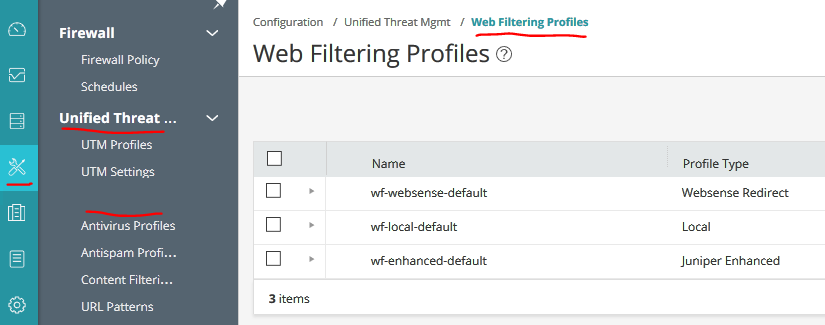 Firewall
Firewall Policy
Schedules
Unified Threat ...
UTM Profiles
UTM Settings
Antivirus Profiles
Antispam Profi...
Content Filteri...
URL Patterns
Configuration / Unified Threat Mgmt / Web Filtering Profiles
Web Filtering Profiles ?
Name Profile Type
wf-websense-default Websense Redirect
wf-local-default Local
wf-enhanced-default Juniper Enhanced
3 items